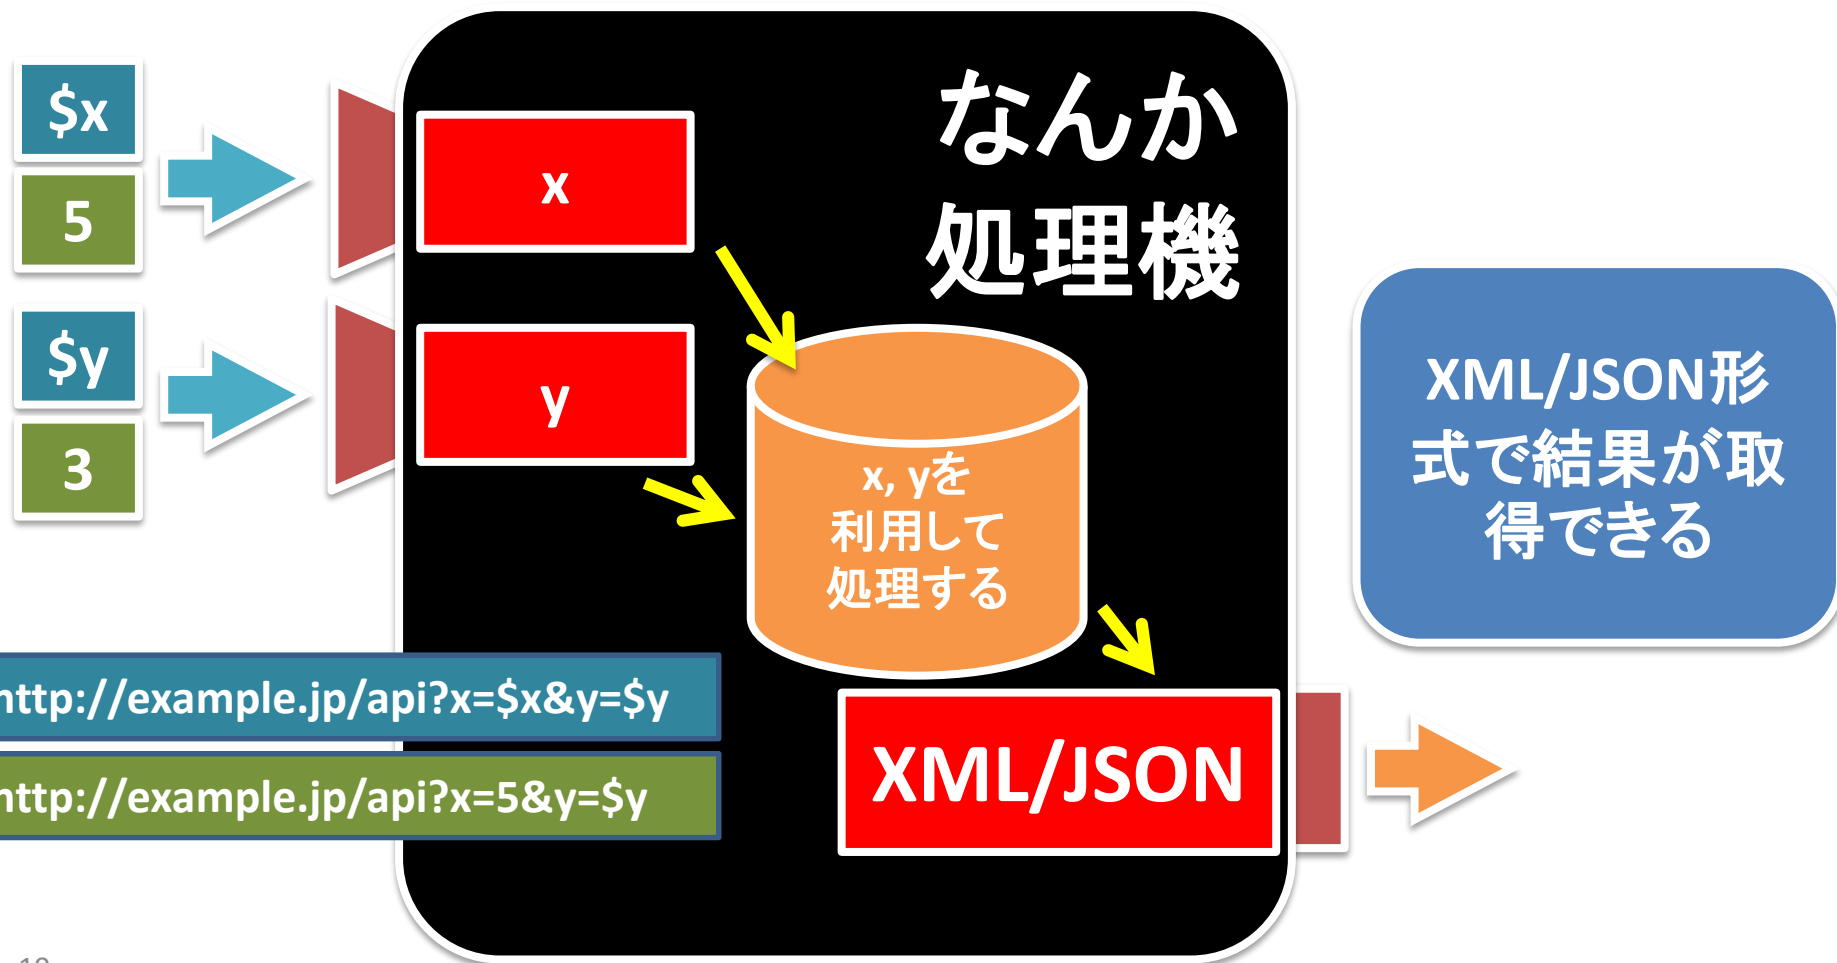 $x
5
$y
3
x
y
なんか
処理機
x, yを
利用して
処理する
XML/JSON
XML/JSON形
式で結果が取
得できる
http://example.jp/api?x=$x&y=$y
http://example.jp/api?x=5&y=$y